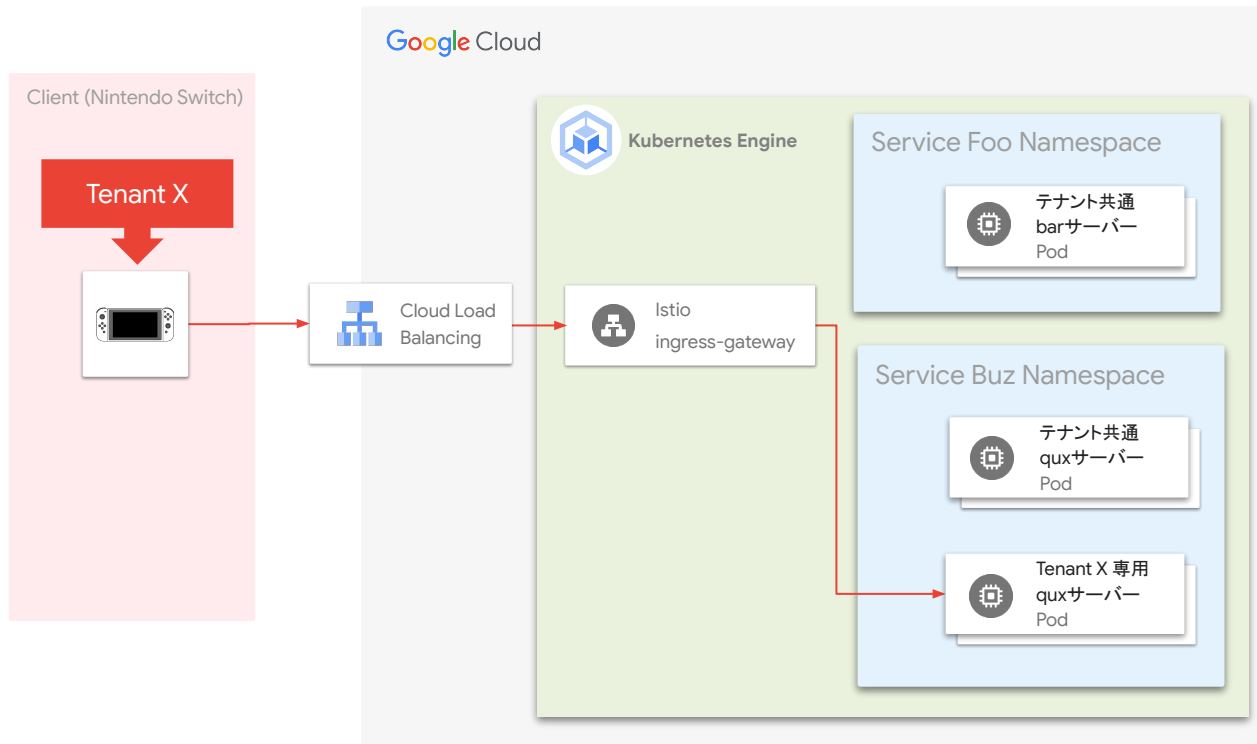 Google Cloud
Client (Nintendo Switch)
Tenant X
Cloud Load
Balancing
Kubernetes Engine
Istio
ingress-gateway
Service Foo Namespace
テナント共通
barサーバー
Pod
Service Buz Namespace
テナント共通
quxサーバー
Pod
Tenant X 専用
quxサーバー
Pod